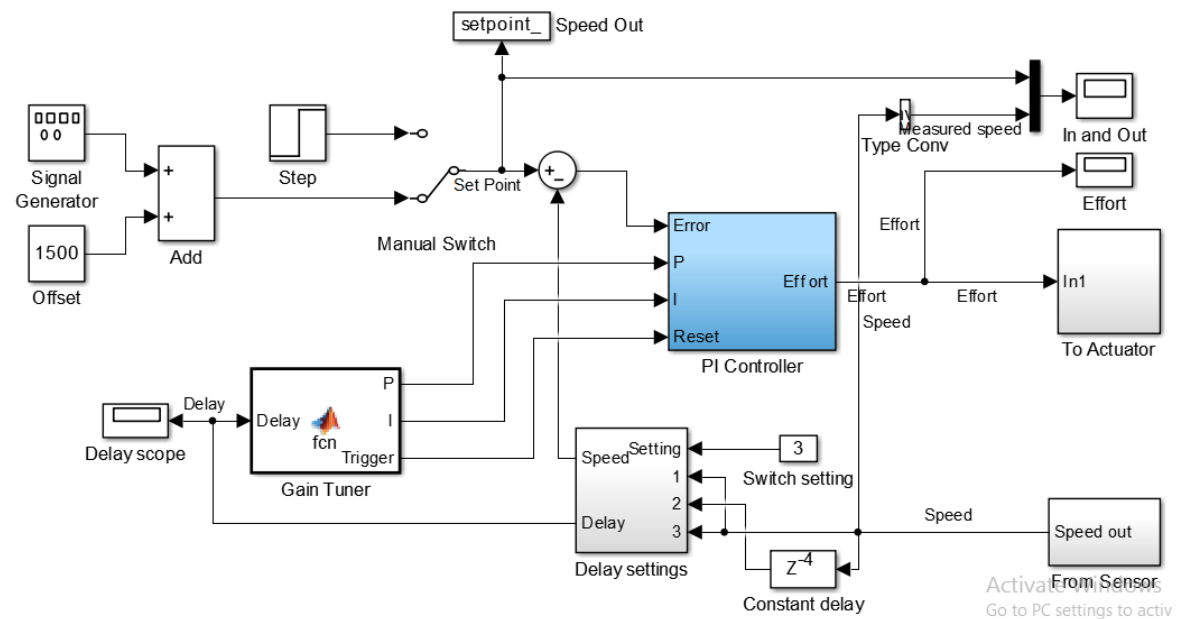 setpoint_ Speed Out
Signal
Generator
+
+
Add
1500
Offset
Step
Manual Switch
Set Point
+
-
Measured speed
Type Conv
In and Out
Effort
Effort
Error
P
I
Reset
Effort
PI Controller
Effort
Effort
Speed
In1
To Actuator
Delay
Delay scope
Delay
fcn
P
I
Trigger
Gain Tuner
Speed
Delay
Setting
1
2
3
Delay settings
3
Switch setting
Z-4
Constant delay
Speed
Speed out
From Sensor
Activate Windows
Go to PC settings to activ